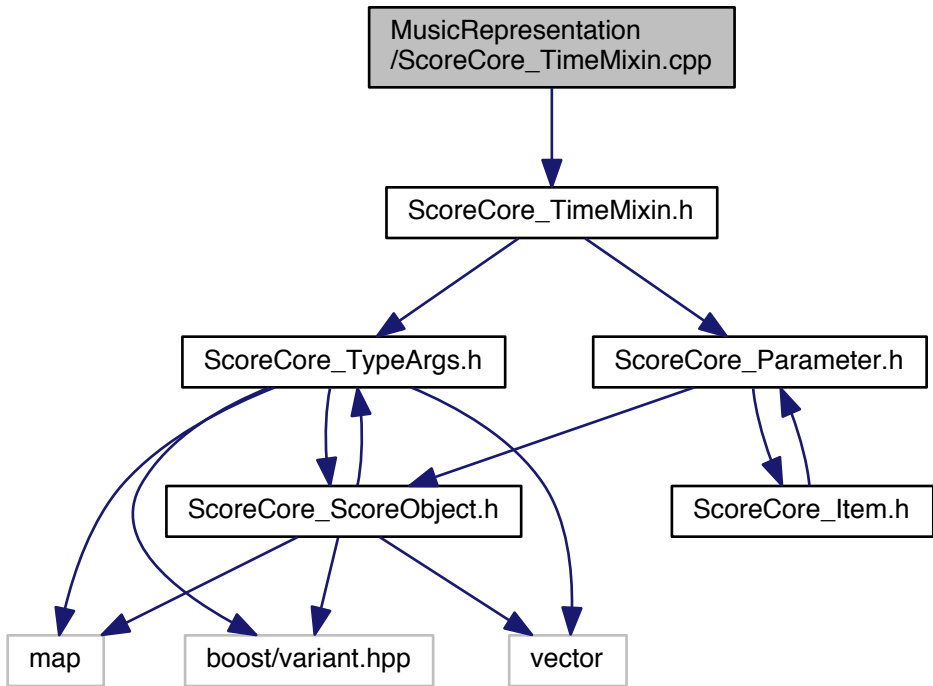 MusicRepresentation
/ScoreCore_TimeMixin.cpp
ScoreCore_TimeMixin.h
ScoreCore_TypeArgs.h
ScoreCore_Parameter.h
ScoreCore_ScoreObject.h
ScoreCore_Item.h
map
boost/variant.hpp
vector